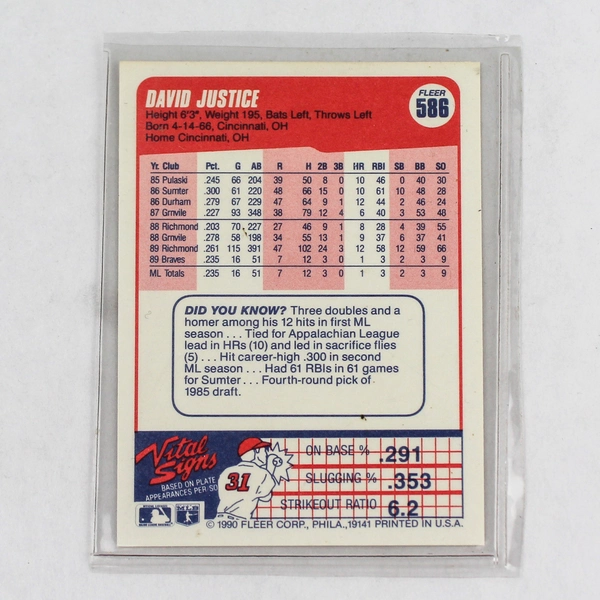 DAVID JUSTICE
FLEER
586
Height 6'3", Weight 195, Bats Left, Throws Left
Born 4-14-66, Cincinnati, OH
Home Cincinnati, OH
Yr. Club Pct. G AB R H 2B 3B HR RBI SB BB SO
85 Pulaski .245 66 204 39 50 8 0 10 46 0 40 30
86 Sumter .300 61 220 48 66 15 0 10 61 10 48 28
86 Durham .279 67 229 47 64 9 1 12 44 2 46 24
87 Grnvile .227 93 348 38 79 12 4 6 40 3 53 48
88 Richmond .203 70 227 27 46 9 1 8 28 4 39 55
88 Grnvile .278 58 198 34 55 13 1 9 37 6 37 41
89 Richmond .261 115 391 47 102 24 3 12 58 12 59 66
89 Braves .235 16 51 7 12 3 0 1 3 2 3 9
ML Totals .235 16 51 7 12 3 0 1 3 2 3 9
DID YOU KNOW? Three doubles and a
homer among his 12 hits in first ML
season . . . Tied for Appalachian League
lead in HRs (10) and led in sacrifice flies
(5) . . . Hit career-high .300 in second
ML season . . . Had 61 RBIs in 61 games
for Sumter . . . Fourth-round pick of
1985 draft.
Vital
Signs
BASED ON PLATE
APPEARANCES PER/SO
31
ON BASE % .291
SLUGGING % .353
STRIKEOUT RATIO 6.2
© 1990 FLEER CORP., PHILA., 19141 PRINTED IN U.S.A.